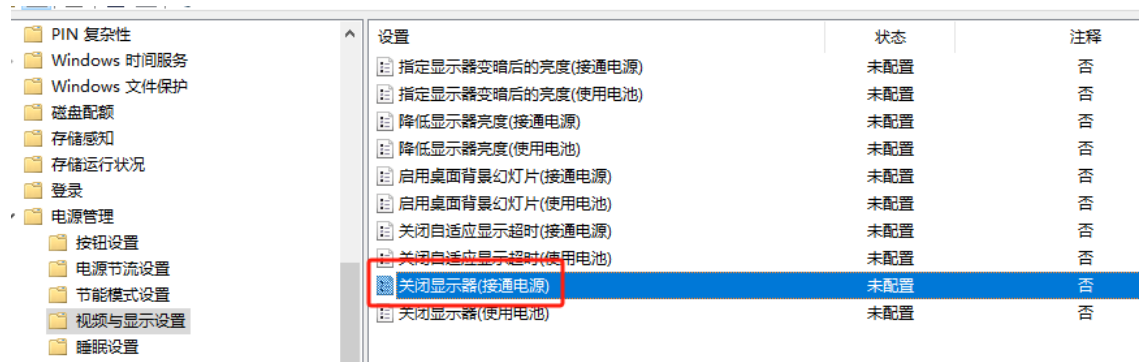 PIN 复杂性
Windows 时间服务
Windows 文件保护
磁盘配额
存储感知
存储运行状况
登录
电源管理
按钮设置
电源节流设置
节能模式设置
视频与显示设置
睡眠设置
设置 状态 注释
指定显示器变暗后的亮度(接通电源) 未配置 否
指定显示器变暗后的亮度(使用电池) 未配置 否
降低显示器亮度(接通电源) 未配置 否
降低显示器亮度(使用电池) 未配置 否
启用桌面背景幻灯片(接通电源) 未配置 否
启用桌面背景幻灯片(使用电池) 未配置 否
关闭自适应显示超时(接通电源) 未配置 否
关闭自适应显示超时(使用电池) 未配置 否
关闭显示器(接通电源) 未配置 否
关闭显示器(使用电池) 未配置 否